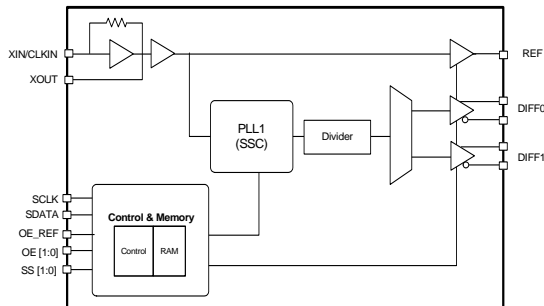 XIN/CLKIN
XOUT
REF
DIFF0
DIFF1
PLL1
(SSC)
Divider
SCLK
SDATA
OE_REF
OE [1:0]
SS [1:0]
Control & Memory
Control
RAM